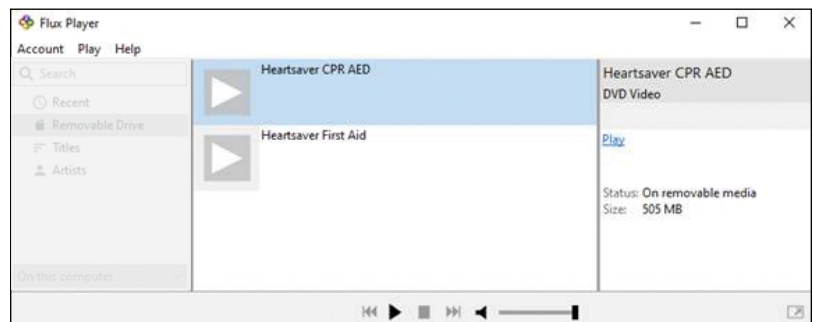 Flux Player
Account Play Help
Search
Recent
Removable Drive
Titles
Artists
On this computer
Heartsaver CPR AED
Heartsaver First Aid
Heartsaver CPR AED
DVD Video
Play
Status: On removable media
Size: 505 MB